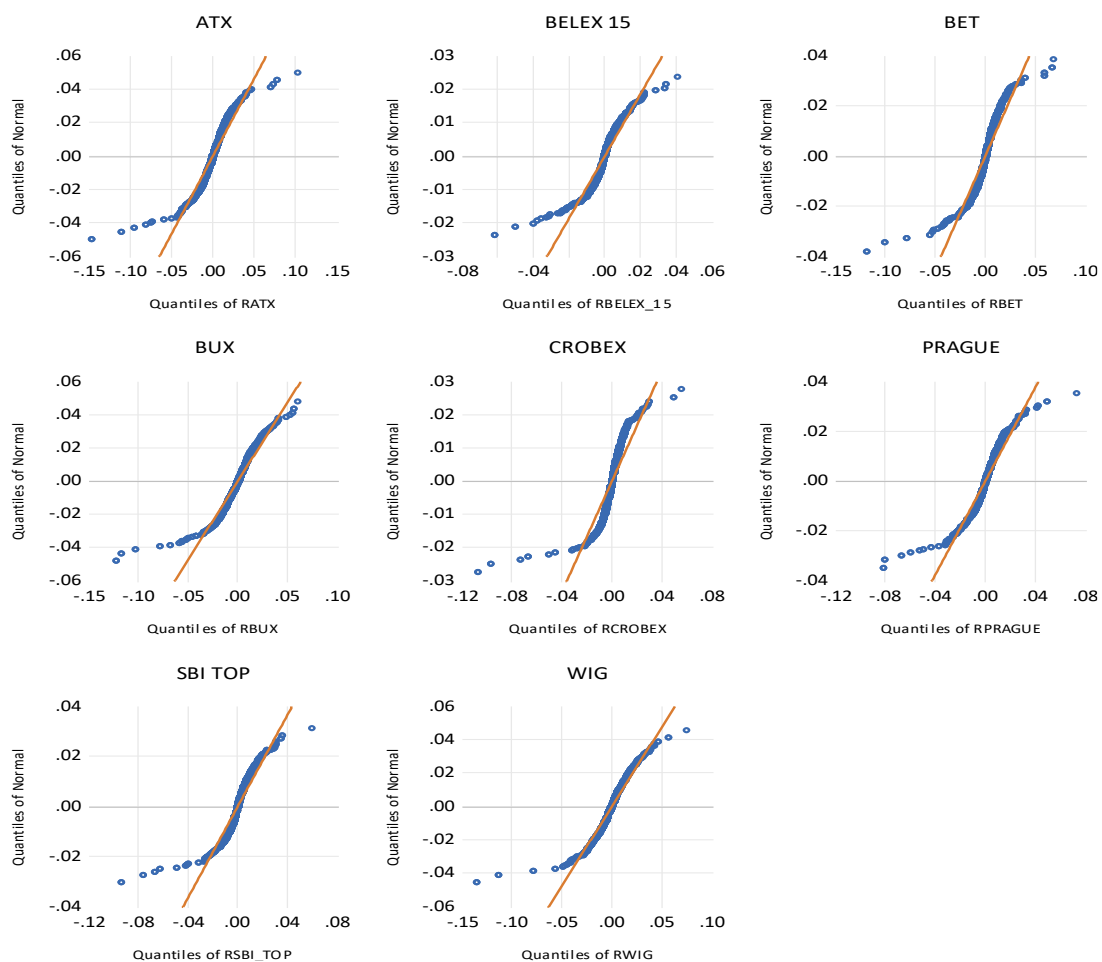 ATX
Quantiles of Normal
.06
.04
.02
.00
-.02
-.04
-.06
-.15 -.10 -.05 .00 .05 .10 .15
Quantiles of RATX
BELEX 15
Quantiles of Normal
.03
.02
.01
.00
-.01
-.02
-.03
-.08 -.04 .00 .04 .06
Quantiles of RBELEX_15
BET
Quantiles of Normal
.04
.02
.00
-.02
-.04
-.15 -.10 -.05 .00 .05 .10
Quantiles of RBET
BUX
Quantiles of Normal
.06
.04
.02
.00
-.02
-.04
-.06
-.15 -.10 -.05 .00 .05 .10
Quantiles of RBUX
CROBEX
Quantiles of Normal
.03
.02
.01
.00
-.01
-.02
-.03
-.12 -.08 -.04 .00 .04 .08
Quantiles of RCROBEX
PRAGUE
Quantiles of Normal
.04
.02
.00
-.02
-.04
-.12 -.08 -.04 .00 .04 .08
Quantiles of RPRAGUE
SBI TOP
Quantiles of Normal
.04
.02
.00
-.02
-.04
-.12 -.08 -.04 .00 .04 .08
Quantiles of RSBI_TOP
WIG
Quantiles of Normal
.06
.04
.02
.00
-.02
-.04
-.06
-.15 -.10 -.05 .00 .05 .10
Quantiles of RWIG